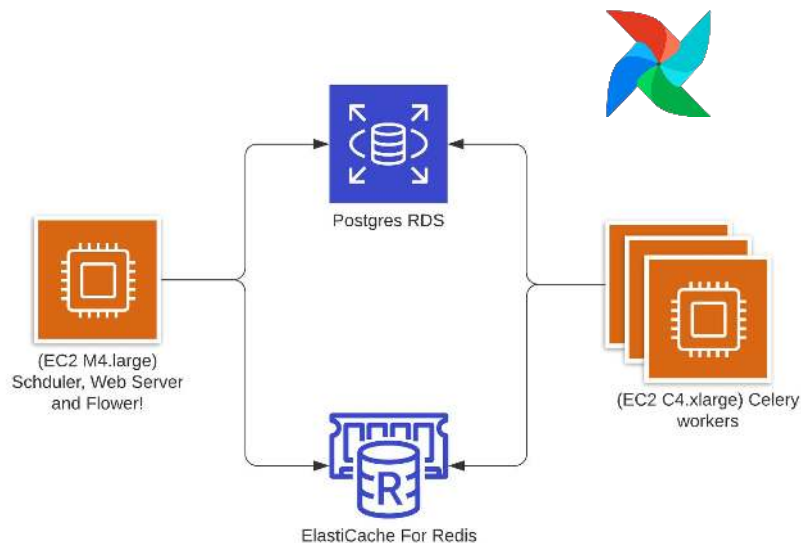 Postgres RDS
(EC2 M4.large)
Schduler, Web Server
and Flower!
(EC2 C4.xlarge) Celery
workers
R
ElastiCache For Redis